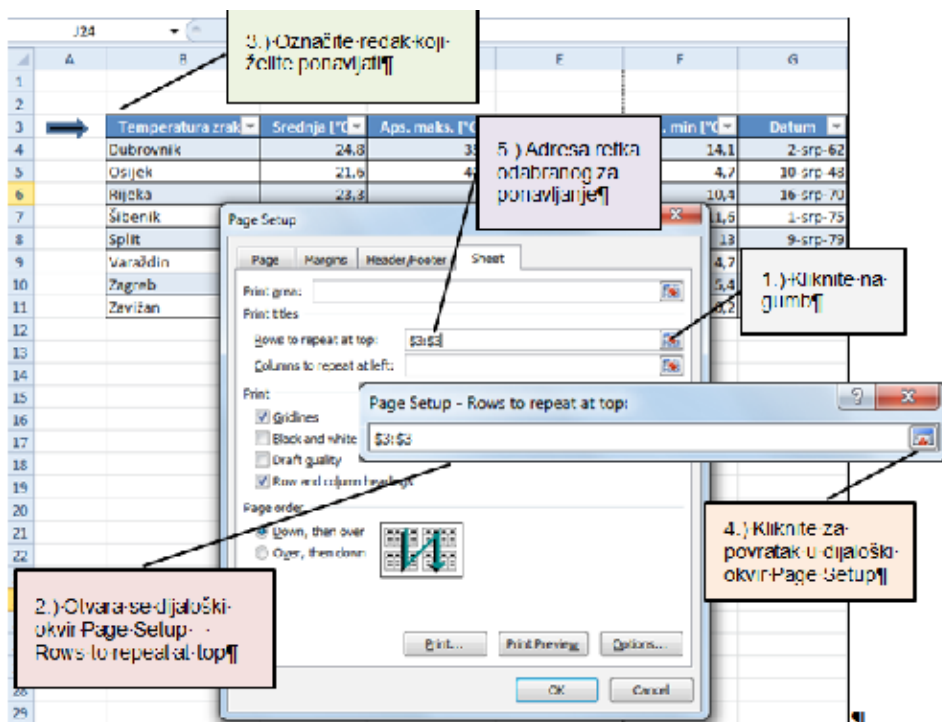 J24
3.) Označite redak koji
želite ponavljati¶
A B E F G
1
2
3 Temperatura zrak Srednja [°C Aps. maks. [° . min [°C Datum
4 Dubrovnik 24,8 14,1 2-srp-62
5 Osijek 21,6 4,7 10-srp-48
6 Rijeka 23,3 10,4 16-srp-70
7 Šibenik 11,6 1-srp-75
8 Split 13 9-srp-79
9 Varaždin 4,7
10 Zagreb 5,4
11 Zavižan
12
13
14
15
16
17
18
19
20
21
22
28
29
5.) Adresa retka
odabranog za
ponavljanje¶
Page Setup
Page Margins Header/Footer Sheet
Print area:
Print titles
Rows to repeat at top: $3:$3
Columns to repeat at left:
Print
Gridlines
Black and white
Draft quality
Row and column headings
Page order
Down, then over
Over, then down
Print... Print Preview Options...
OK Cancel
1.) Kliknite na
gumb¶
Page Setup - Rows to repeat at top:
$3:$3
4.) Kliknite za
povratak u dijaloški
okvir Page Setup¶
2.) Otvara se dijaloški
okvir Page Setup -
Rows to repeat at top¶
¶